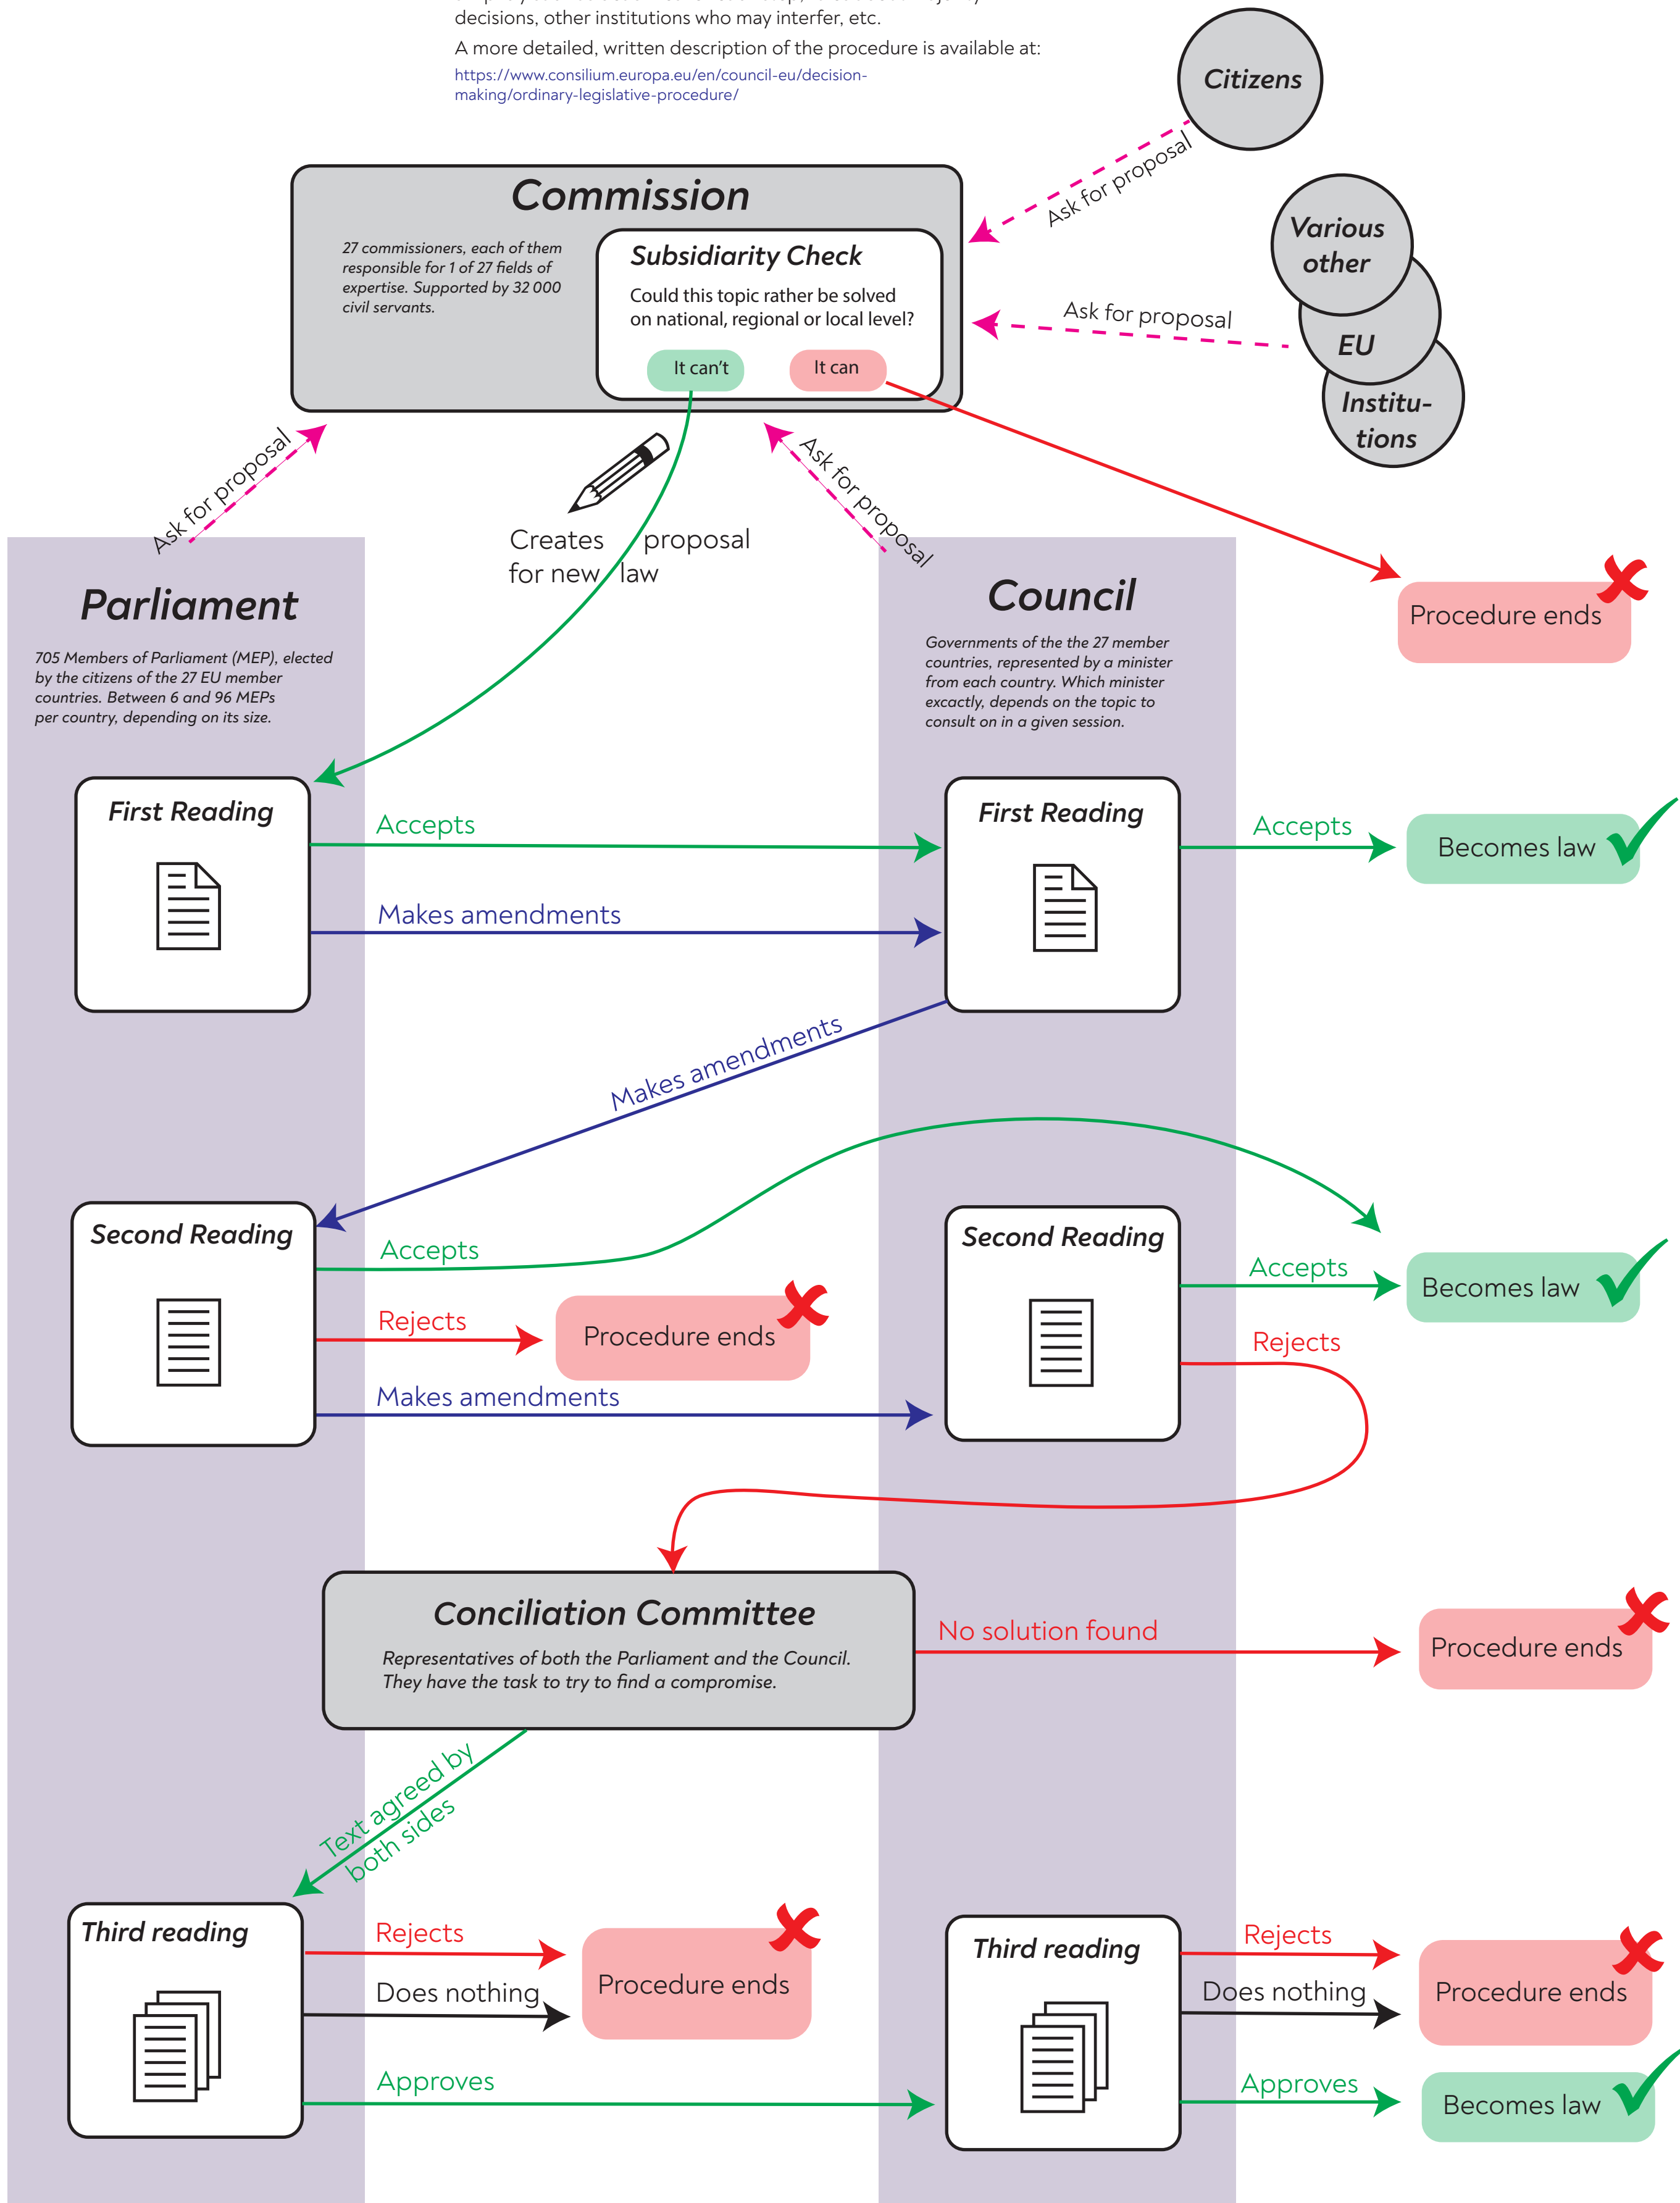 decisions, other institutions who may interfer, etc.
A more detailed, written description of the procedure is available at:
https://www.consilium.europa.eu/en/council-eu/decision-
making/ordinary-legislative-procedure/
Citizens
Ask for proposal
Various
other
EU
Institu-
tions
Ask for proposal
Commission
27 commissioners, each of them
responsible for 1 of 27 fields of
expertise. Supported by 32 000
civil servants.
Subsidiarity Check
Could this topic rather be solved
on national, regional or local level?
It can't
It can
Ask for proposal
Ask for proposal
Creates proposal
for new law
Procedure ends
Parliament
705 Members of Parliament (MEP), elected
by the citizens of the 27 EU member
countries. Between 6 and 96 MEPs
per country, depending on its size.
Council
Governments of the the 27 member
countries, represented by a minister
from each country. Which minister
excactly, depends on the topic to
consult on in a given session.
First Reading
Accepts
Makes amendments
First Reading
Accepts
Becomes law
Makes amendments
Second Reading
Accepts
Rejects
Procedure ends
Makes amendments
Second Reading
Accepts
Becomes law
Rejects
Conciliation Committee
Representatives of both the Parliament and the Council.
They have the task to try to find a compromise.
No solution found
Procedure ends
Text agreed by
both sides
Third reading
Rejects
Does nothing
Procedure ends
Approves
Third reading
Rejects
Does nothing
Procedure ends
Approves
Becomes law